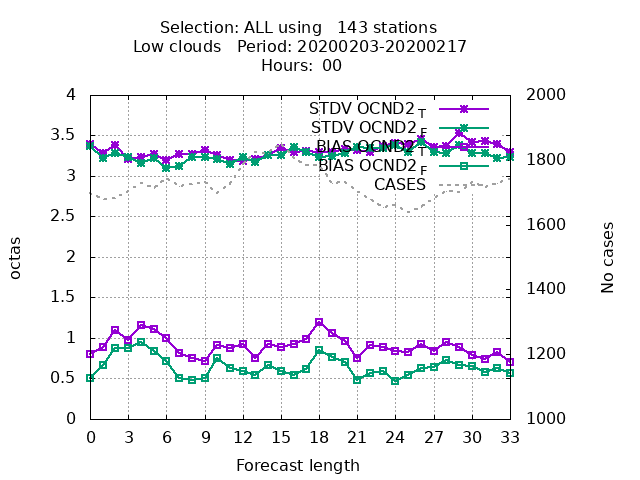 Selection: ALL using   143 stations
Low clouds   Period: 20200203-20200217
Hours:  00
4
3.5
3
2.5
2
1.5
1
0.5
0
2000
1800
1600
1400
1200
1000
STDV OCND2 T
STDV OCND2 F
BIAS OCND2 T
BIAS OCND2 F
CASES
octas
No cases
0 3 6 9 12 15 18 21 24 27 30 33
Forecast length